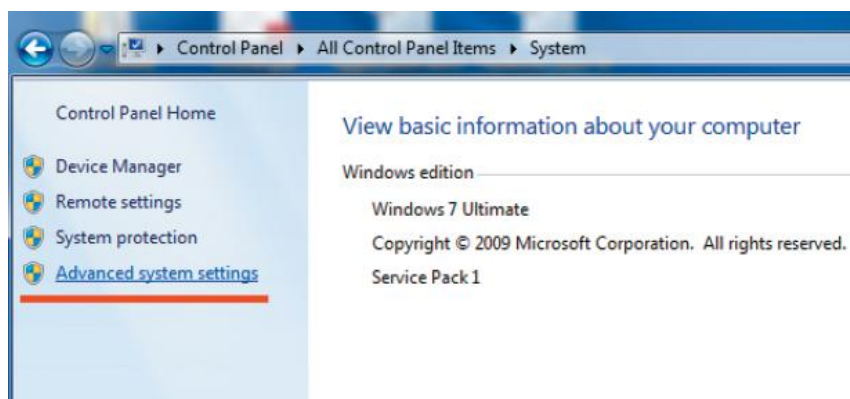 Control Panel ▸ All Control Panel Items ▸ System
Control Panel Home
Device Manager
Remote settings
System protection
Advanced system settings
View basic information about your computer
Windows edition
Windows 7 Ultimate
Copyright © 2009 Microsoft Corporation. All rights reserved.
Service Pack 1